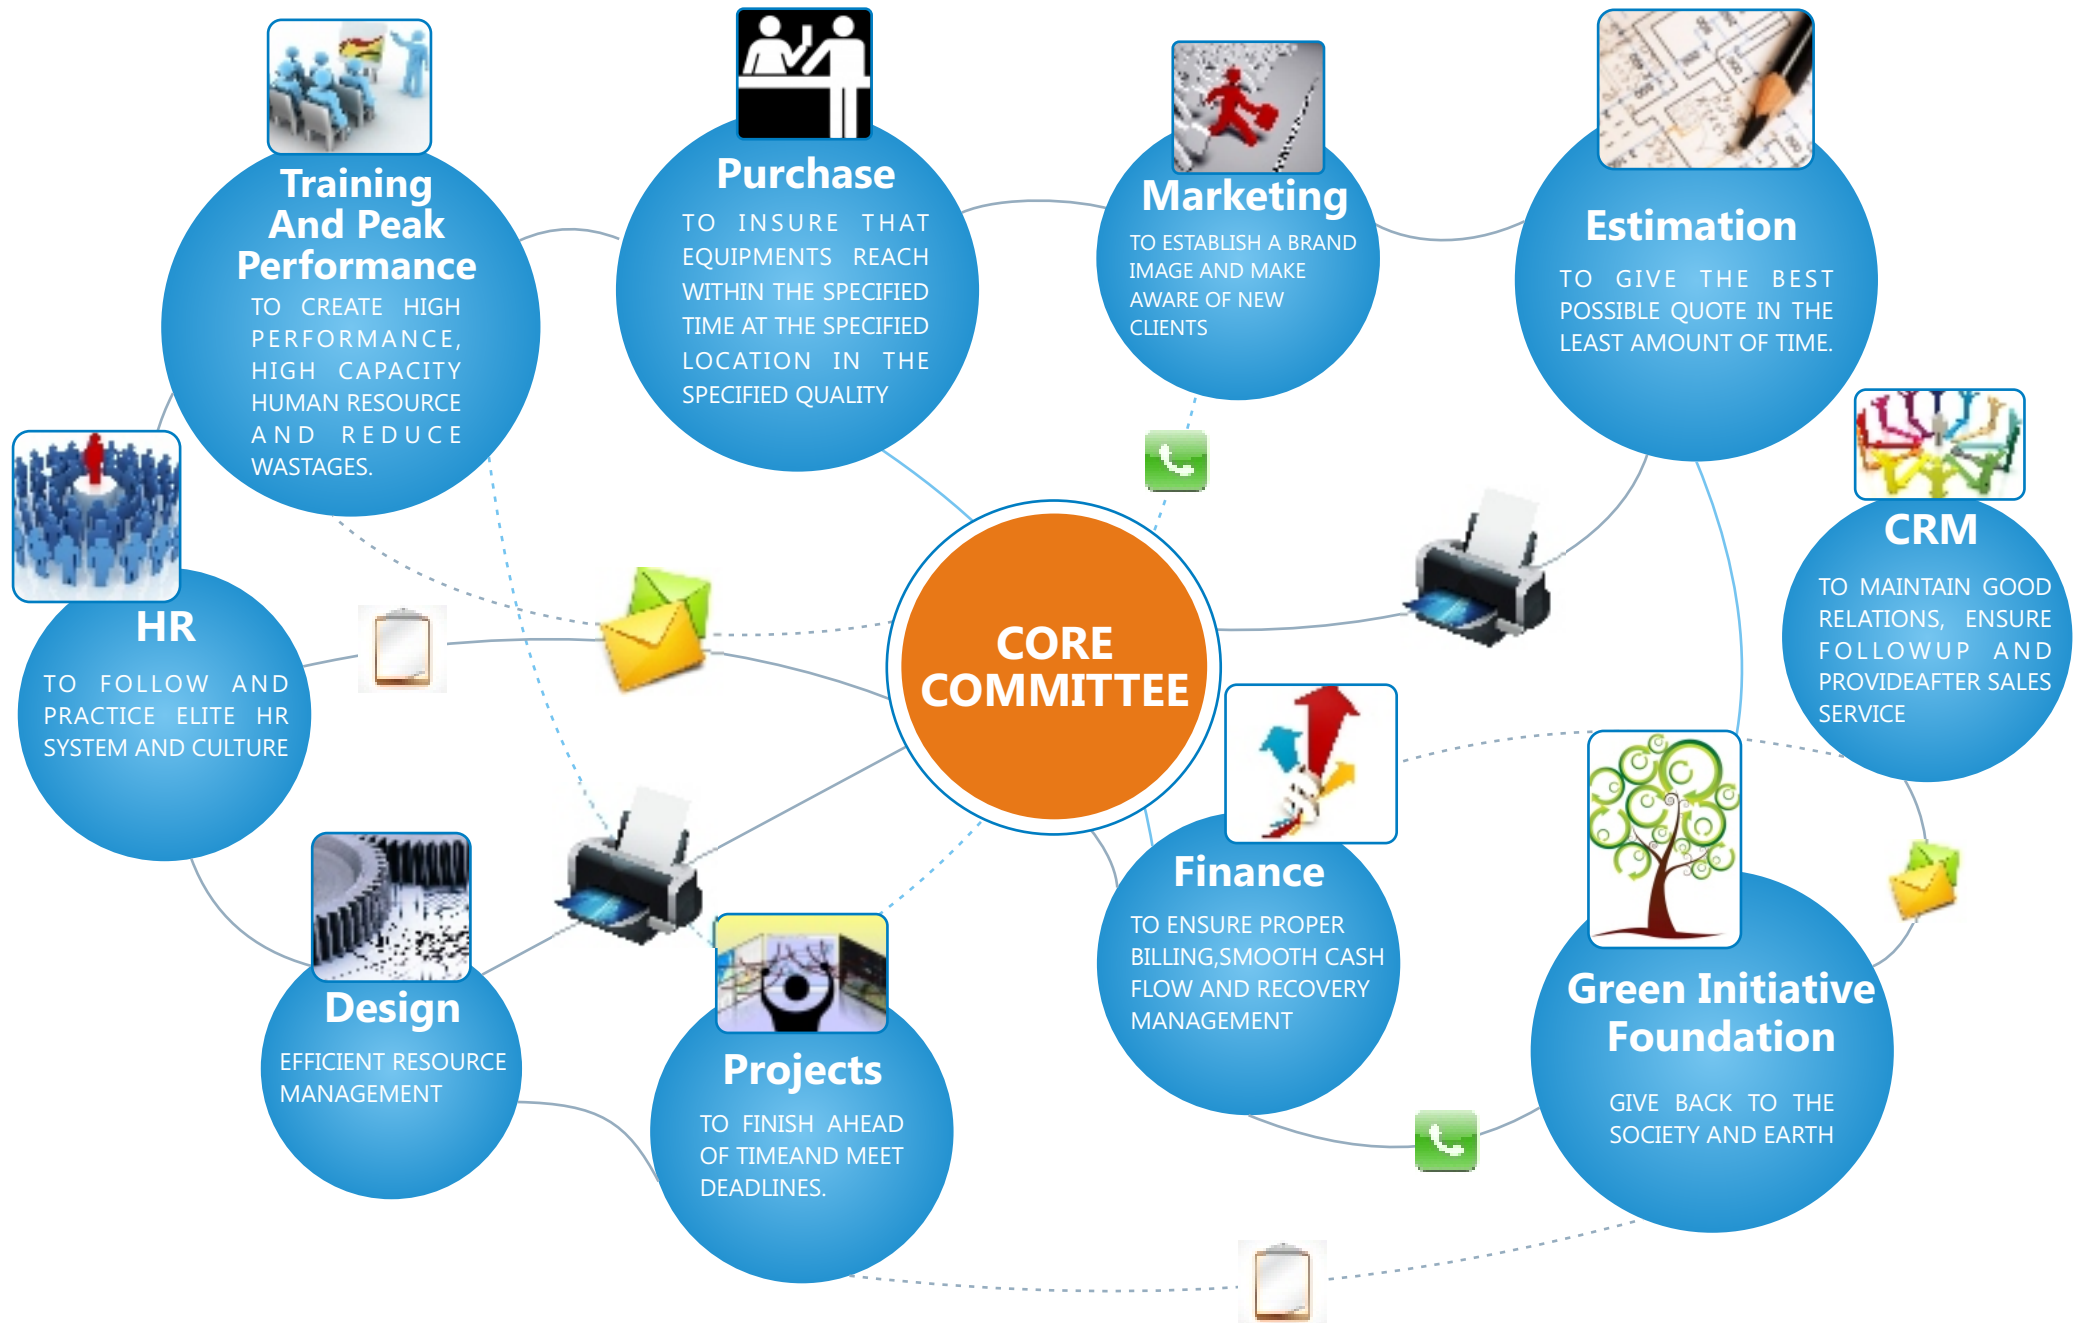 Training
And Peak
Performance
TO CREATE HIGH
PERFORMANCE,
HIGH CAPACITY
HUMAN RESOURCE
AND REDUCE
WASTAGES.
Purchase
TO INSURE THAT
EQUIPMENTS REACH
WITHIN THE SPECIFIED
TIME AT THE SPECIFIED
LOCATION IN THE
SPECIFIED QUALITY
Marketing
TO ESTABLISH A BRAND
IMAGE AND MAKE
AWARE OF NEW
CLIENTS
Estimation
TO GIVE THE BEST
POSSIBLE QUOTE IN THE
LEAST AMOUNT OF TIME.
CRM
TO MAINTAIN GOOD
RELATIONS, ENSURE
FOLLOWUP AND
PROVIDEAFTER SALES
SERVICE
HR
TO FOLLOW AND
PRACTICE ELITE HR
SYSTEM AND CULTURE
CORE
COMMITTEE
Finance
TO ENSURE PROPER
BILLING,SMOOTH CASH
FLOW AND RECOVERY
MANAGEMENT
Green Initiative
Foundation
GIVE BACK TO THE
SOCIETY AND EARTH
Design
EFFICIENT RESOURCE
MANAGEMENT
Projects
TO FINISH AHEAD
OF TIMEAND MEET
DEADLINES.